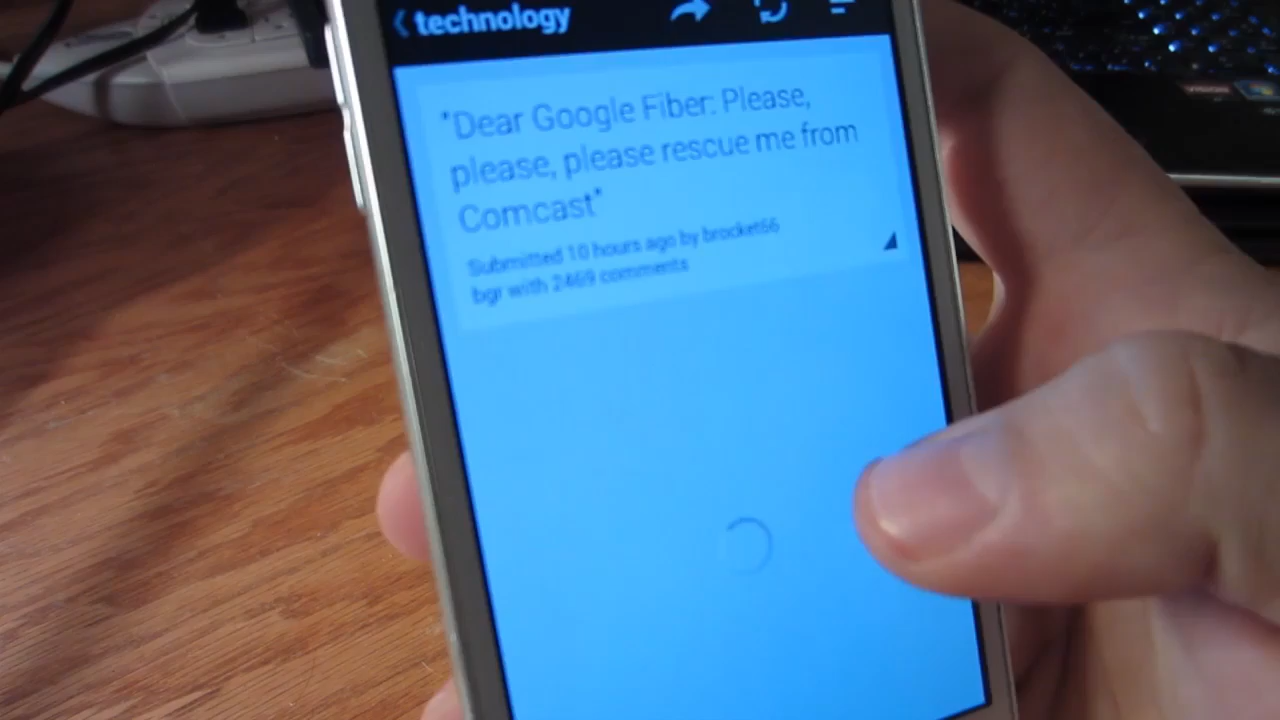 technology
"Dear Google Fiber: Please,
please, please rescue me from
Comcast"
Submitted 10 hours ago by brocket66
bgr with 2469 comments